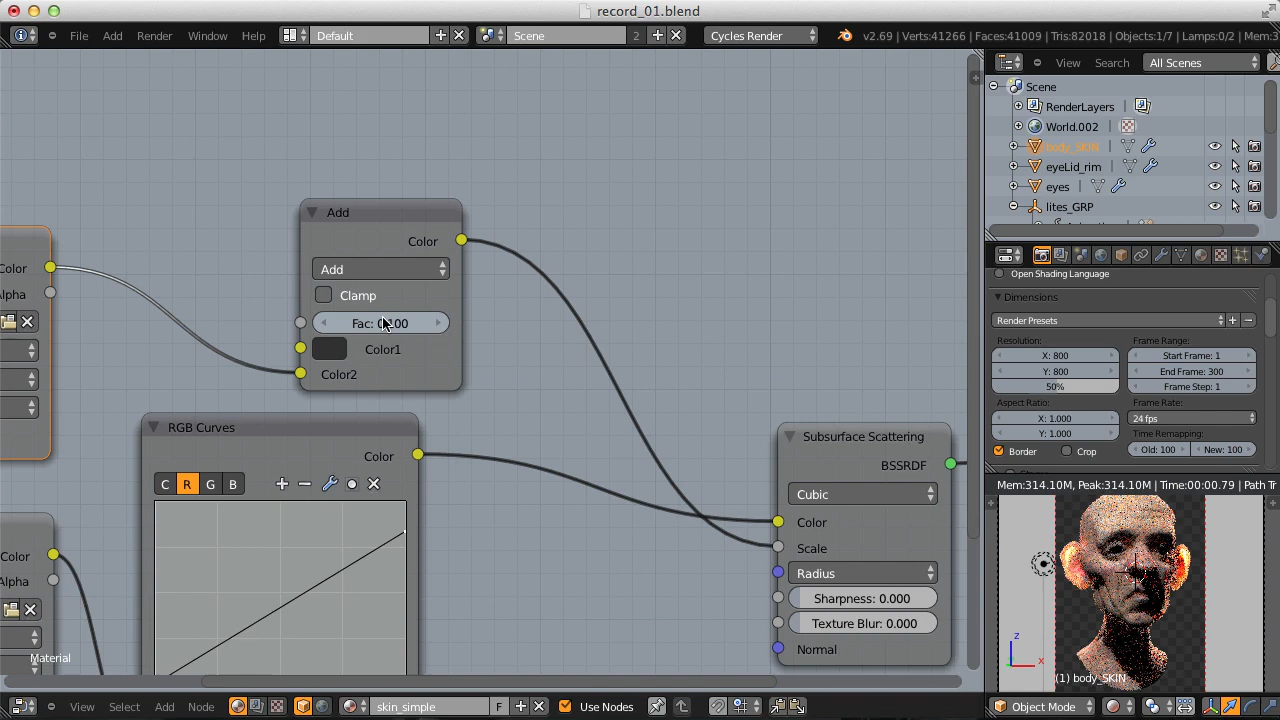 record_01.blend
File Add Render Window Help Default Scene 2 Cycles Render v2.69 | Verts:41266 | Faces:41009 | Tris:82018 | Objects:1/7 | Lamps:0/2 | Mem:3
View Search All Scenes
Scene
RenderLayers
World.002
body_SKIN
eyeLid_rim
eyes
lites_GRP
Add
Color
Add
Clamp
Fac:
Color1
Color2
Color
Alpha
RGB Curves
Color
C R G B
Color
Alpha
Material
Subsurface Scattering
BSSRDF
Cubic
Color
Scale
Radius
Sharpness: 0.000
Texture Blur: 0.000
Normal
Open Shading Language
Dimensions
Render Presets
Resolution: Frame Range:
X: 800 Start Frame: 1
Y: 800 End Frame: 300
50% Frame Step: 1
Aspect Ratio: Frame Rate:
X: 1.000 24 fps
Y: 1.000 Time Remapping:
Border Crop Old: 100 New: 100
Mem:314.10M, Peak:314.10M | Time:00:00.79 | Path Tr
z
x
(1) body_SKIN
View Select Add Node skin_simple F Use Nodes
Object Mode